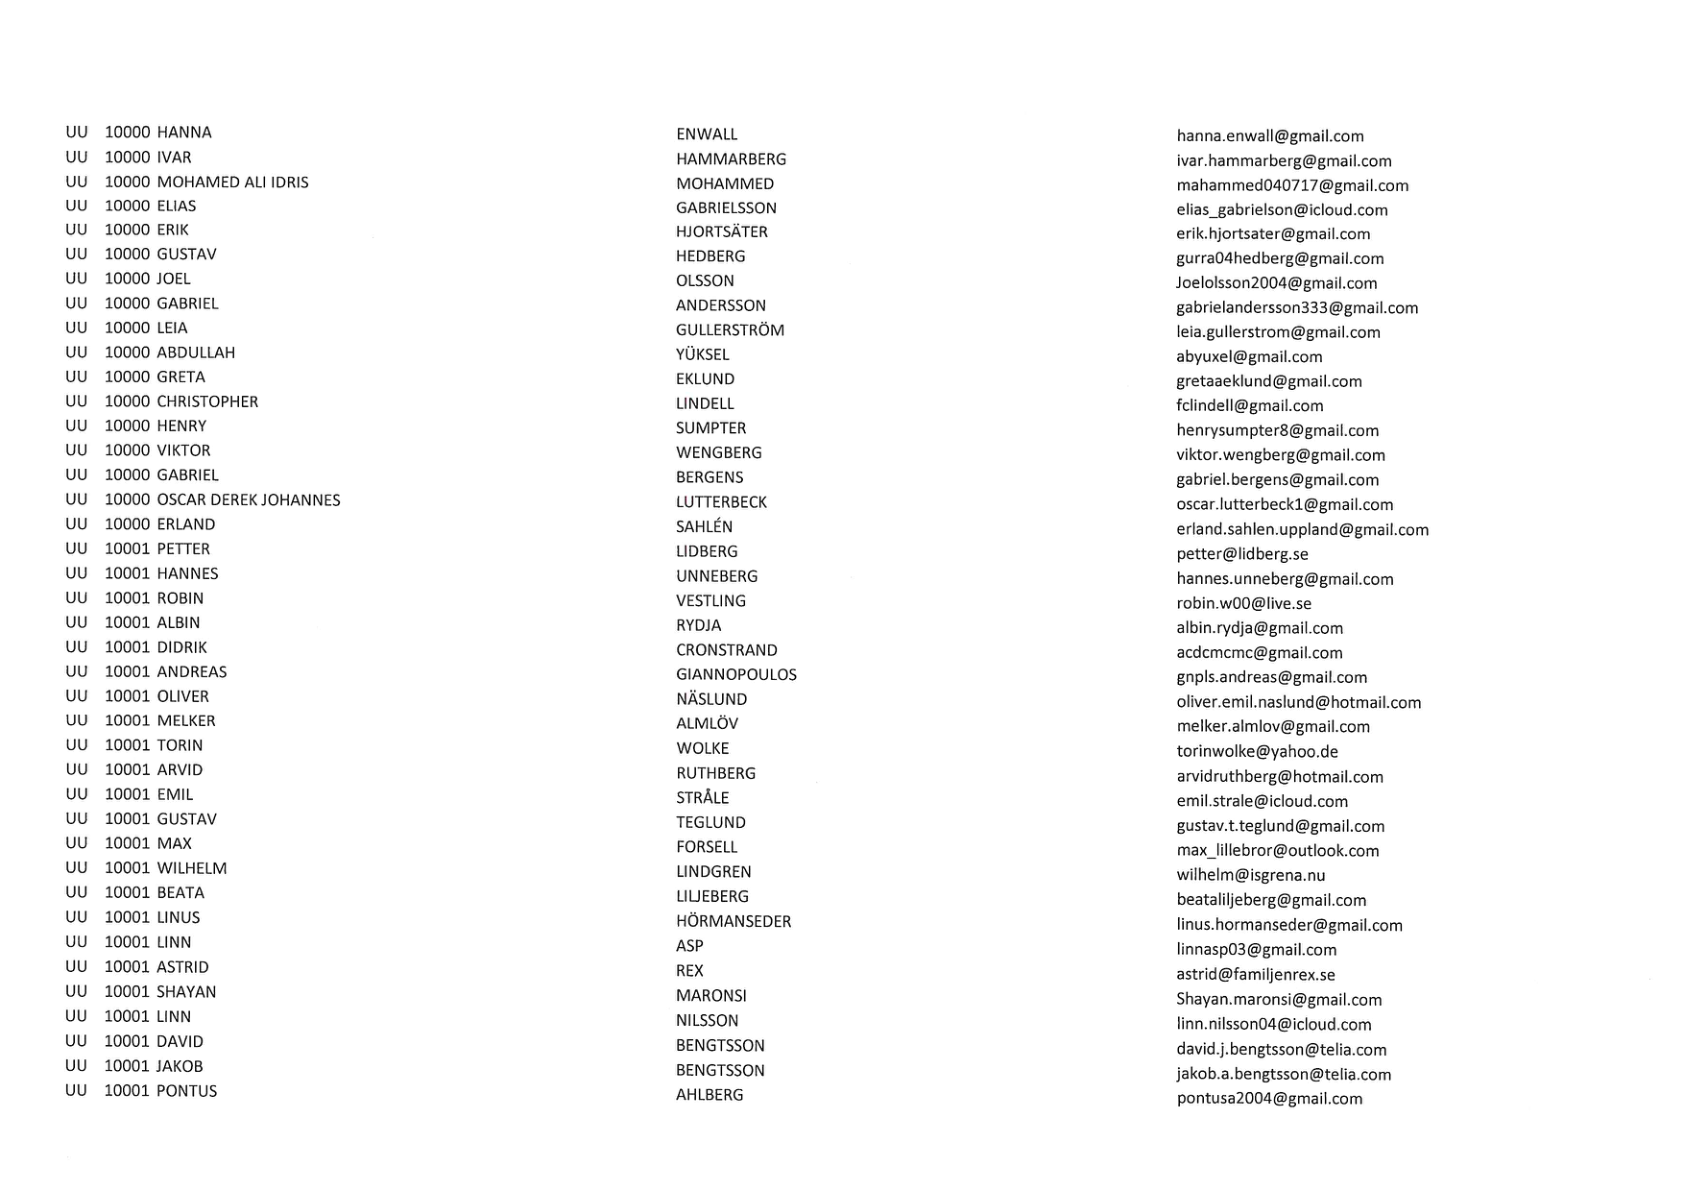 UU 10000 HANNA ENWALL hanna.enwall@gmail.com
UU 10000 IVAR HAMMARBERG ivar.hammarberg@gmail.com
UU 10000 MOHAMED ALI IDRIS MOHAMMED mahammed040717@gmail.com
UU 10000 ELIAS GABRIELSSON elias_gabrielson@icloud.com
UU 10000 ERIK HJORTSÄTER erik.hjortsater@gmail.com
UU 10000 GUSTAV HEDBERG gurra04hedberg@gmail.com
UU 10000 JOEL OLSSON Joelolsson2004@gmail.com
UU 10000 GABRIEL ANDERSSON gabrielandersson333@gmail.com
UU 10000 LEIA GULLERSTRÖM leia.gullerstrom@gmail.com
UU 10000 ABDULLAH YÜKSEL abyuxel@gmail.com
UU 10000 GRETA EKLUND gretaaeklund@gmail.com
UU 10000 CHRISTOPHER LINDELL fclindell@gmail.com
UU 10000 HENRY SUMPTER henrysumpter8@gmail.com
UU 10000 VIKTOR WENGBERG viktor.wengberg@gmail.com
UU 10000 GABRIEL BERGENS gabriel.bergens@gmail.com
UU 10000 OSCAR DEREK JOHANNES LUTTERBECK oscar.lutterbeck1@gmail.com
UU 10000 ERLAND SAHLÉN erland.sahlen.uppland@gmail.com
UU 10001 PETTER LIDBERG petter@lidberg.se
UU 10001 HANNES UNNEBERG hannes.unneberg@gmail.com
UU 10001 ROBIN VESTLING robin.w00@live.se
UU 10001 ALBIN RYDJA albin.rydja@gmail.com
UU 10001 DIDRIK CRONSTRAND acdcmcmc@gmail.com
UU 10001 ANDREAS GIANNOPOULOS gnpls.andreas@gmail.com
UU 10001 OLIVER NÄSLUND oliver.emil.naslund@hotmail.com
UU 10001 MELKER ALMLÖV melker.almlov@gmail.com
UU 10001 TORIN WOLKE torinwolke@yahoo.de
UU 10001 ARVID RUTHBERG arvidruthberg@hotmail.com
UU 10001 EMIL STRÅLE emil.strale@icloud.com
UU 10001 GUSTAV TEGLUND gustav.t.teglund@gmail.com
UU 10001 MAX FORSELL max_lillebror@outlook.com
UU 10001 WILHELM LINDGREN wilhelm@isgrena.nu
UU 10001 BEATA LILJEBERG beataliljeberg@gmail.com
UU 10001 LINUS HÖRMANSEDER linus.hormanseder@gmail.com
UU 10001 LINN ASP linnasp03@gmail.com
UU 10001 ASTRID REX astrid@familjenrex.se
UU 10001 SHAYAN MARONSI Shayan.maronsi@gmail.com
UU 10001 LINN NILSSON linn.nilsson04@icloud.com
UU 10001 DAVID BENGTSSON david.j.bengtsson@telia.com
UU 10001 JAKOB BENGTSSON jakob.a.bengtsson@telia.com
UU 10001 PONTUS AHLBERG pontusa2004@gmail.com